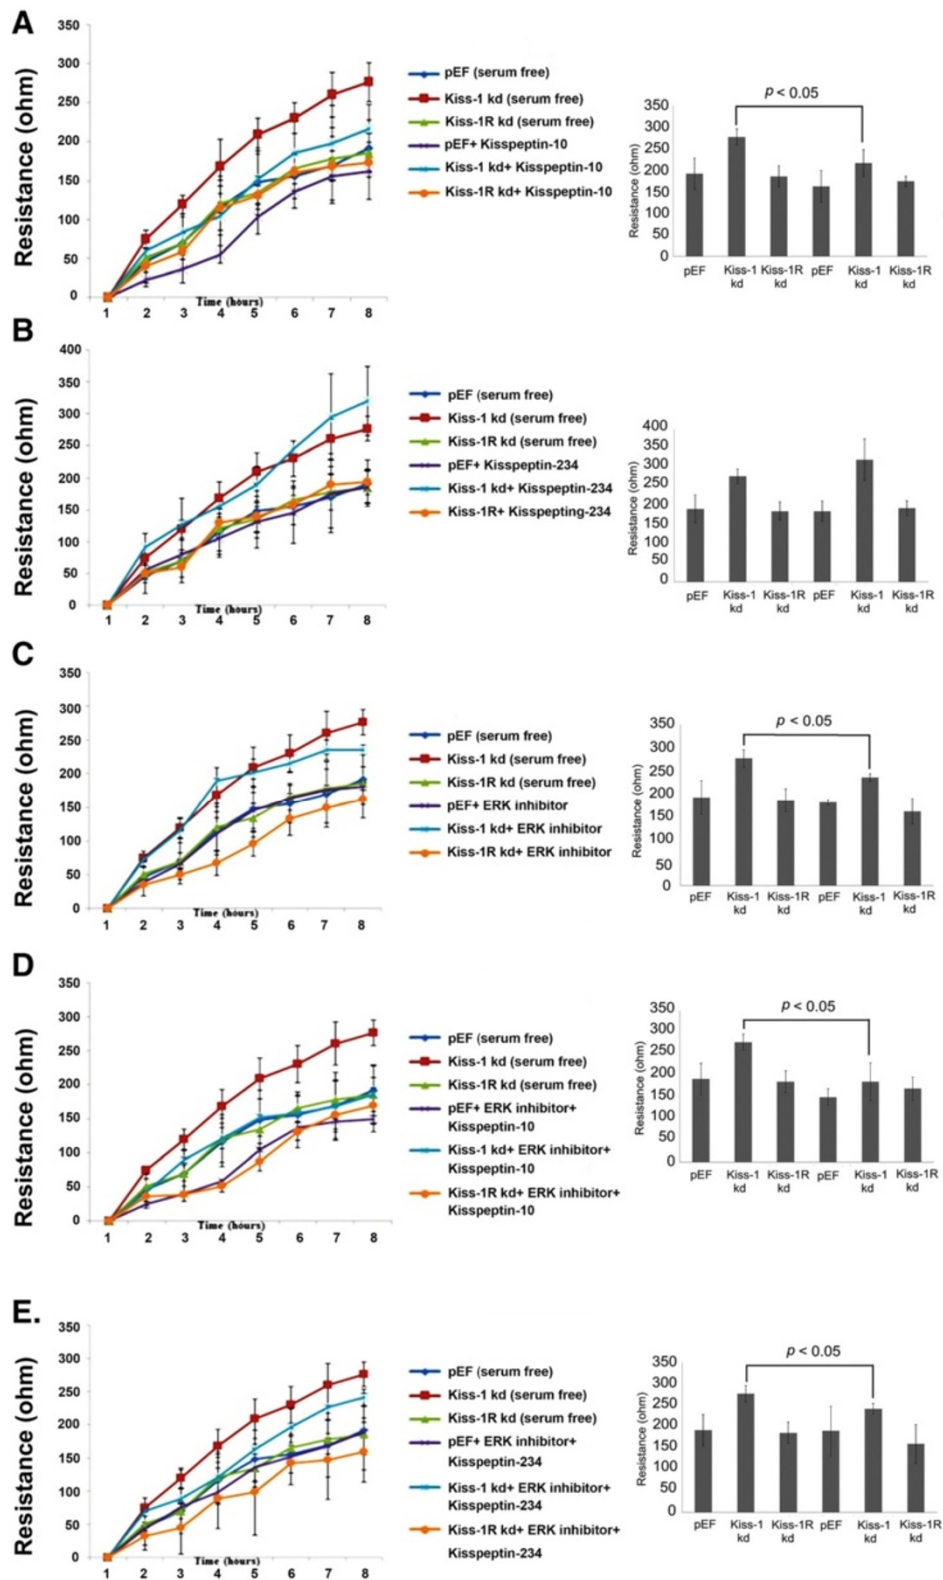 A
Resistance (ohm)
350
300
250
200
150
100
50
0
Time (hours)
1 2 3 4 5 6 7 8
pEF (serum free)
Kiss-1 kd (serum free)
Kiss-1R kd (serum free)
pEF+ Kisspeptin-10
Kiss-1 kd+ Kisspeptin-10
Kiss-1R kd+ Kisspeptin-10
p < 0.05
Resistance (ohm)
350
300
250
200
150
100
50
0
pEF Kiss-1 Kiss-1R pEF Kiss-1 Kiss-1R
kd kd kd kd
B
Resistance (ohm)
400
350
300
250
200
150
100
50
0
Time (hours)
1 2 3 4 5 6 7 8
pEF (serum free)
Kiss-1 kd (serum free)
Kiss-1R kd (serum free)
pEF+ Kisspeptin-234
Kiss-1 kd+ Kisspeptin-234
Kiss-1R+ Kisspepting-234
Resistance (ohm)
400
350
300
250
200
150
100
50
0
pEF Kiss-1 Kiss-1R pEF Kiss-1 Kiss-1R
kd kd kd kd
C
Resistance (ohm)
350
300
250
200
150
100
50
0
Time (hours)
1 2 3 4 5 6 7 8
pEF (serum free)
Kiss-1 kd (serum free)
Kiss-1R kd (serum free)
pEF+ ERK inhibitor
Kiss-1 kd+ ERK inhibitor
Kiss-1R kd+ ERK inhibitor
p < 0.05
Resistance (ohm)
350
300
250
200
150
100
50
0
pEF Kiss-1 Kiss-1R pEF Kiss-1 Kiss-1R
kd kd kd kd
D
Resistance (ohm)
350
300
250
200
150
100
50
0
Time (hours)
1 2 3 4 5 6 7 8
pEF (serum free)
Kiss-1 kd (serum free)
Kiss-1R kd (serum free)
pEF+ ERK inhibitor+
Kisspeptin-10
Kiss-1 kd+ ERK inhibitor+
Kisspeptin-10
Kiss-1R kd+ ERK inhibitor+
Kisspeptin-10
p < 0.05
Resistance (ohm)
350
300
250
200
150
100
50
0
pEF Kiss-1 Kiss-1R pEF Kiss-1 Kiss-1R
kd kd kd kd
E.
Resistance (ohm)
350
300
250
200
150
100
50
0
Time (hours)
1 2 3 4 5 6 7 8
pEF (serum free)
Kiss-1 kd (serum free)
Kiss-1R kd (serum free)
pEF+ ERK inhibitor+
Kisspeptin-234
Kiss-1 kd+ ERK inhibitor+
Kisspeptin-234
Kiss-1R kd+ ERK inhibitor+
Kisspeptin-234
p < 0.05
Resistance (ohm)
350
300
250
200
150
100
50
0
pEF Kiss-1 Kiss-1R pEF Kiss-1 Kiss-1R
kd kd kd kd